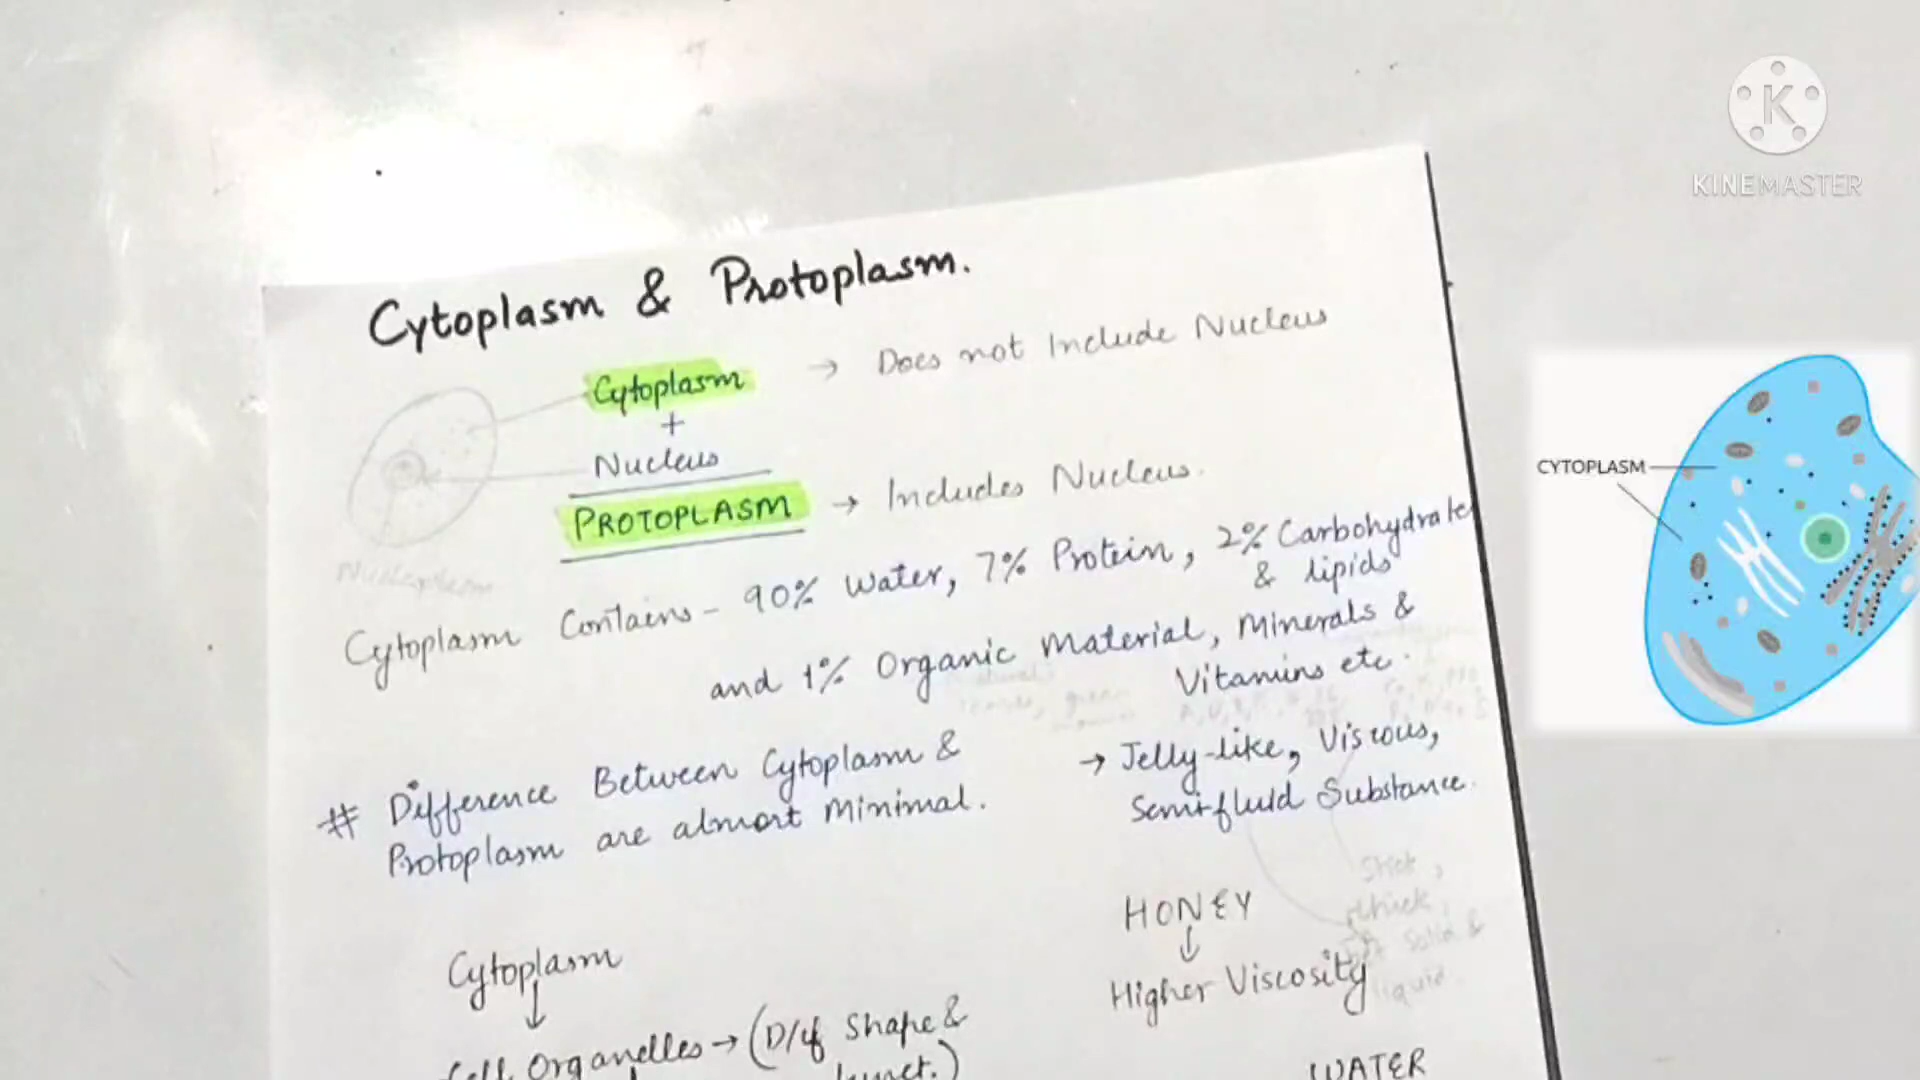 KINEMASTER
Cytoplasm & Protoplasm.
Cytoplasm → Does not Include Nucleus
+
Nucleus
PROTOPLASM → Includes Nucleus.
Cytoplasm Contains - 90% Water, 7% Protein, 2% Carbohydrate
& lipids
and 1% Organic Material, Minerals &
Vitamins etc.
# Difference Between Cytoplasm &
Protoplasm are almost Minimal.
→ Jelly-like, Viscous,
Semi-fluid Substance.
HONEY
↓
Higher Viscosity
WATER
Cytoplasm
↓
Cell Organelles → (D/f Shape &
funct.)
CYTOPLASM